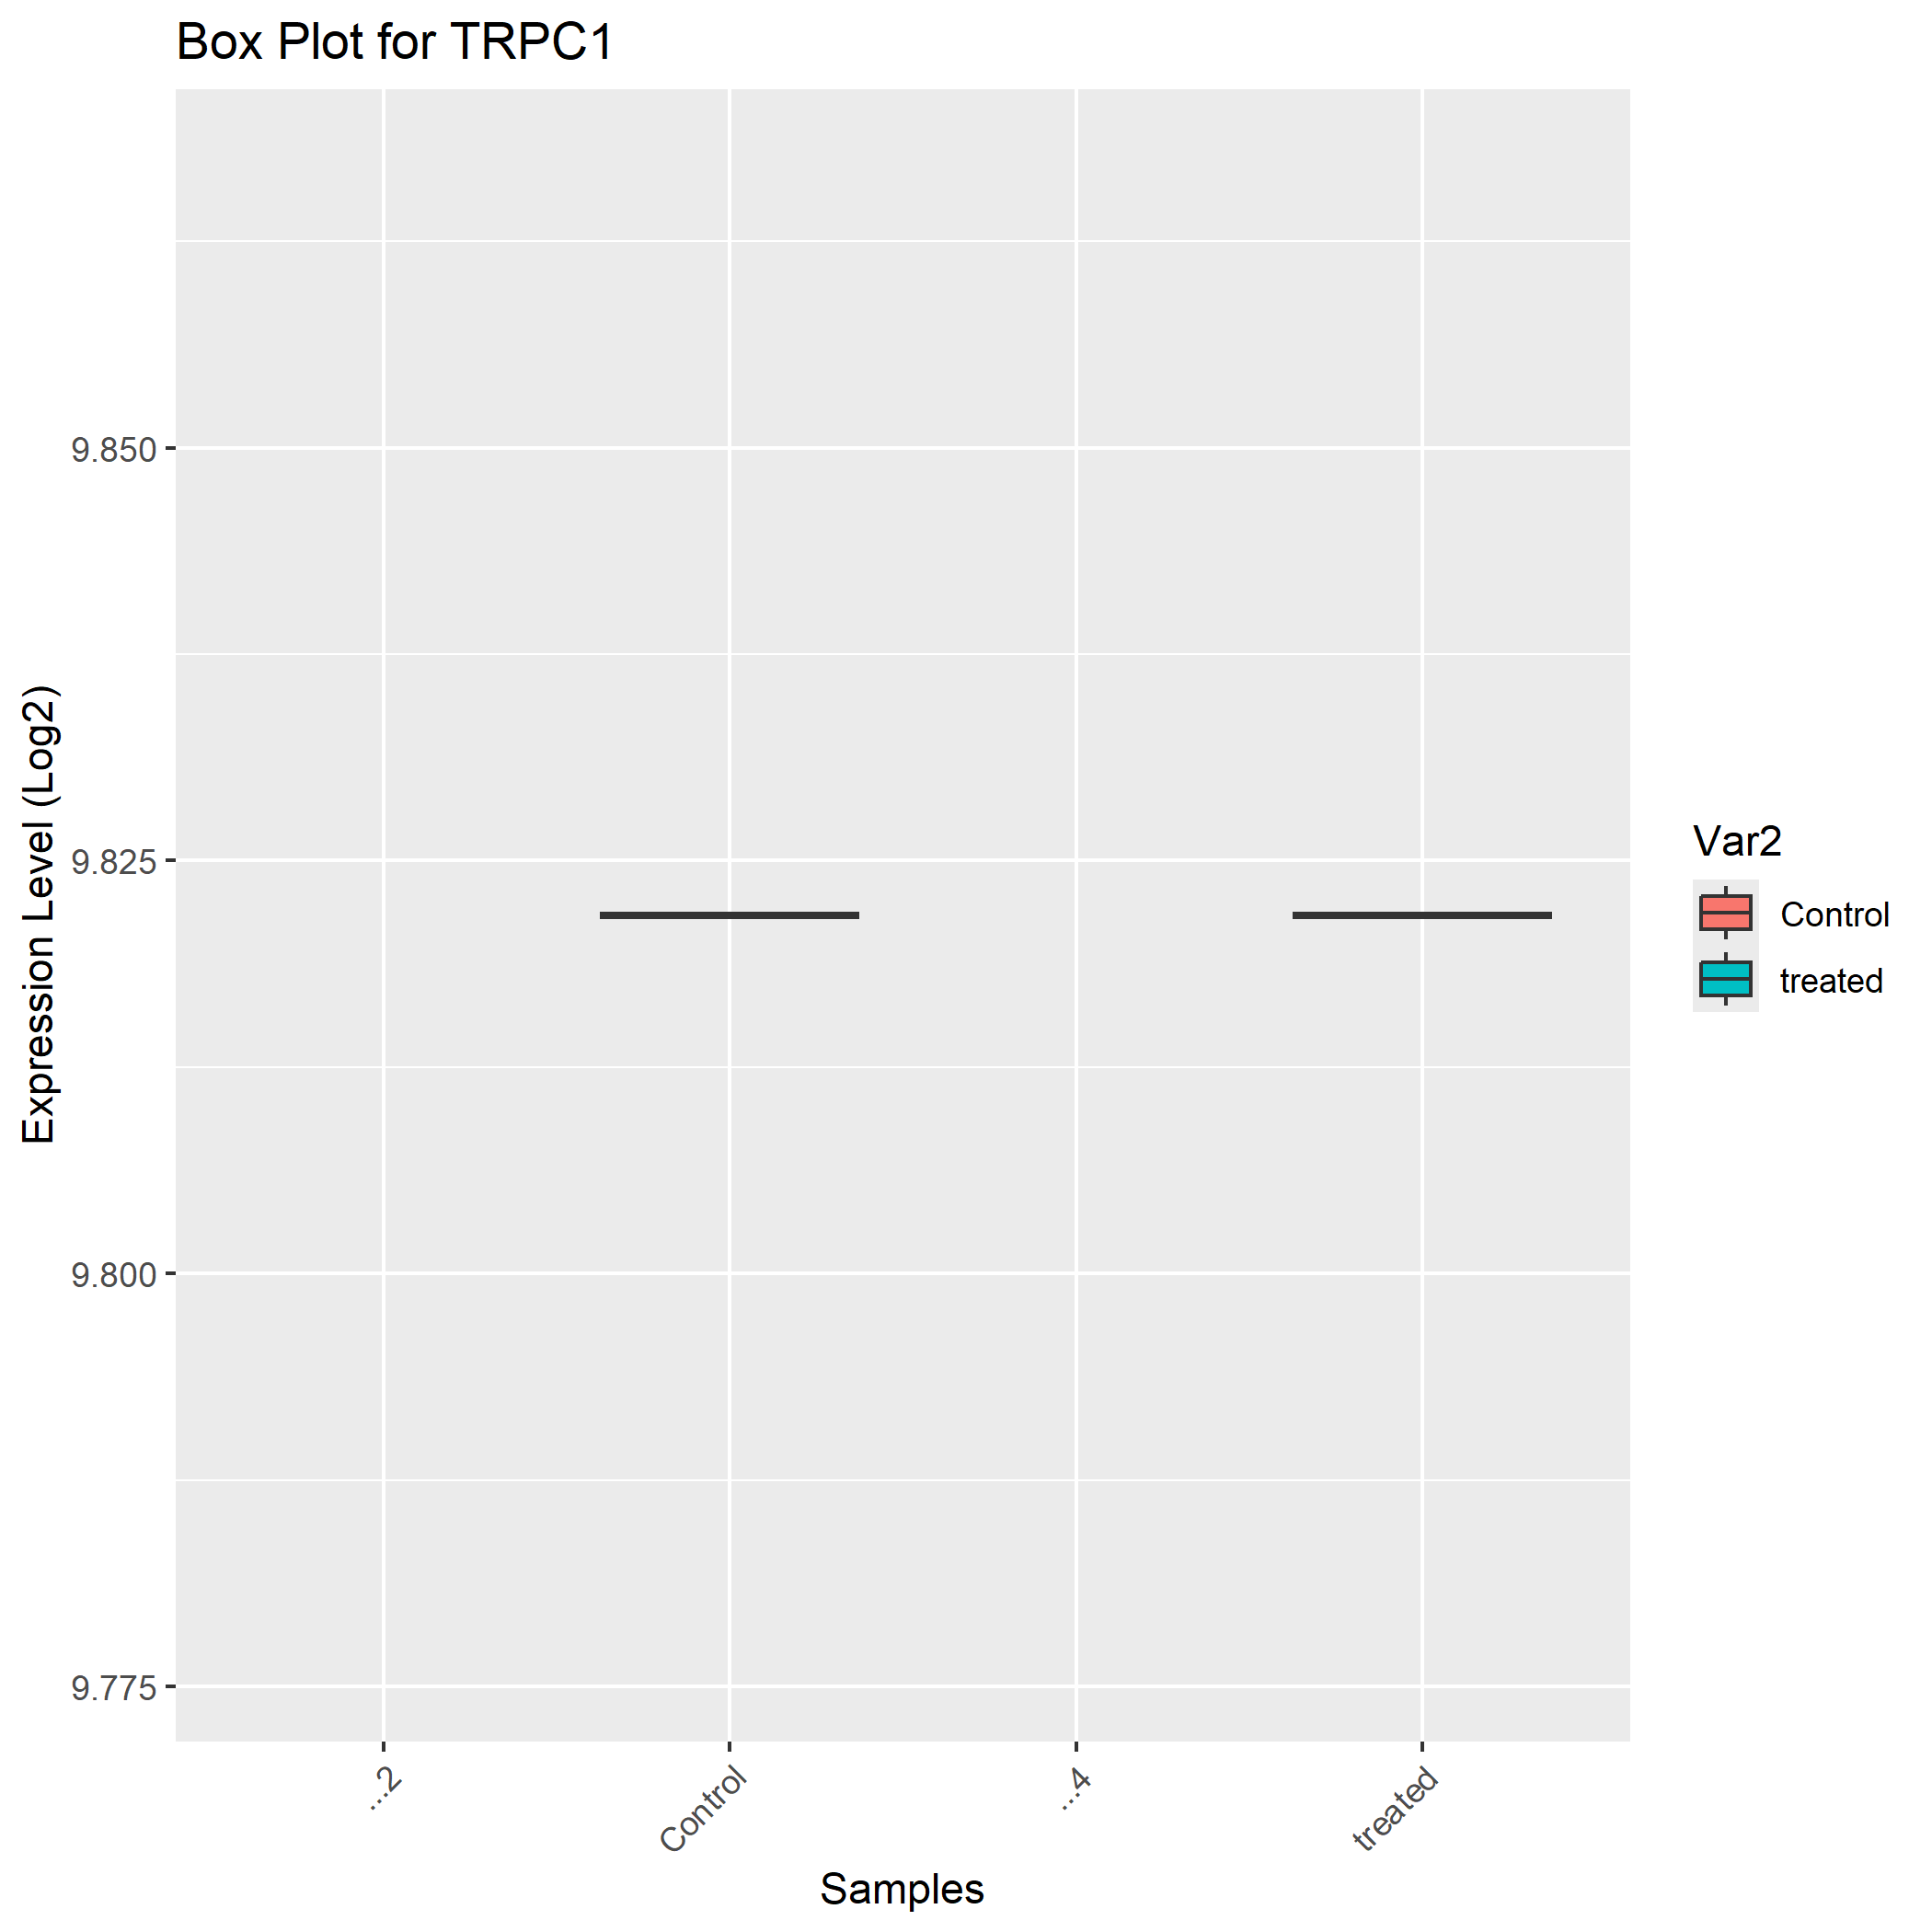 Box Plot for TRPC1
Expression Level (Log2)
9.850
9.825
9.800
9.775
...2
Control
...4
treated
Samples
Var2
Control
treated